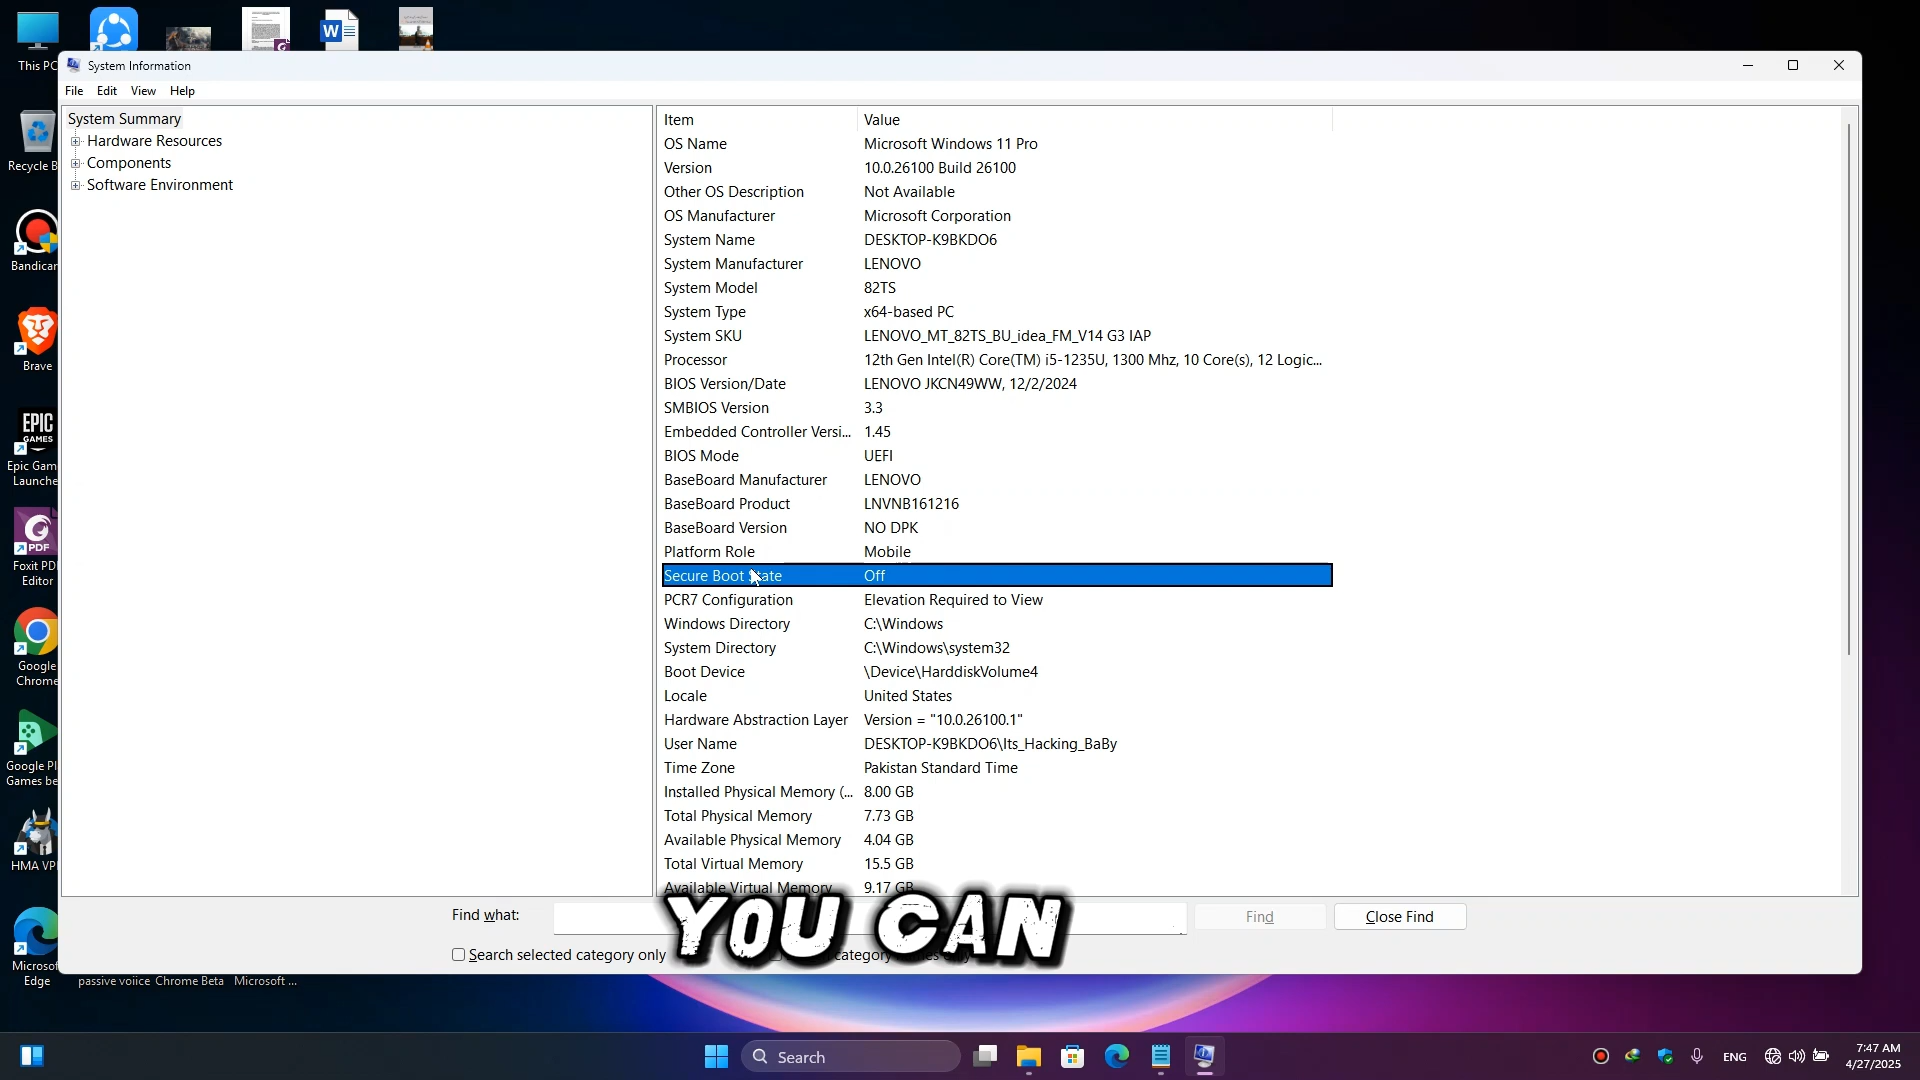 This PC
System Information
File Edit View Help
System Summary
Hardware Resources
Components
Software Environment
Item Value
OS Name Microsoft Windows 11 Pro
Version 10.0.26100 Build 26100
Other OS Description Not Available
OS Manufacturer Microsoft Corporation
System Name DESKTOP-K9BKDO6
System Manufacturer LENOVO
System Model 82TS
System Type x64-based PC
System SKU LENOVO_MT_82TS_BU_idea_FM_V14 G3 IAP
Processor 12th Gen Intel(R) Core(TM) i5-1235U, 1300 Mhz, 10 Core(s), 12 Logic...
BIOS Version/Date LENOVO JKCN49WW, 12/2/2024
SMBIOS Version 3.3
Embedded Controller Versi... 1.45
BIOS Mode UEFI
BaseBoard Manufacturer LENOVO
BaseBoard Product LNVNB161216
BaseBoard Version NO DPK
Platform Role Mobile
Secure Boot State Off
PCR7 Configuration Elevation Required to View
Windows Directory C:\Windows
System Directory C:\Windows\system32
Boot Device \Device\HarddiskVolume4
Locale United States
Hardware Abstraction Layer Version = "10.0.26100.1"
User Name DESKTOP-K9BKDO6\Its_Hacking_BaBy
Time Zone Pakistan Standard Time
Installed Physical Memory (... 8.00 GB
Total Physical Memory 7.73 GB
Available Physical Memory 4.04 GB
Total Virtual Memory 15.5 GB
Available Virtual Memory 9.17 GB
Find what: Find Close Find
Search selected category only category
YOU CAN
Recycle B
Bandicam
Brave
EPIC
GAMES
Epic Gam
Launche
PDF
Foxit PD
Editor
Google
Chrome
Google Pl
Games be
HMA VP
Microsof
Edge
passive voiice Chrome Beta Microsoft ...
W
Search
ENG
7:47 AM
4/27/2025